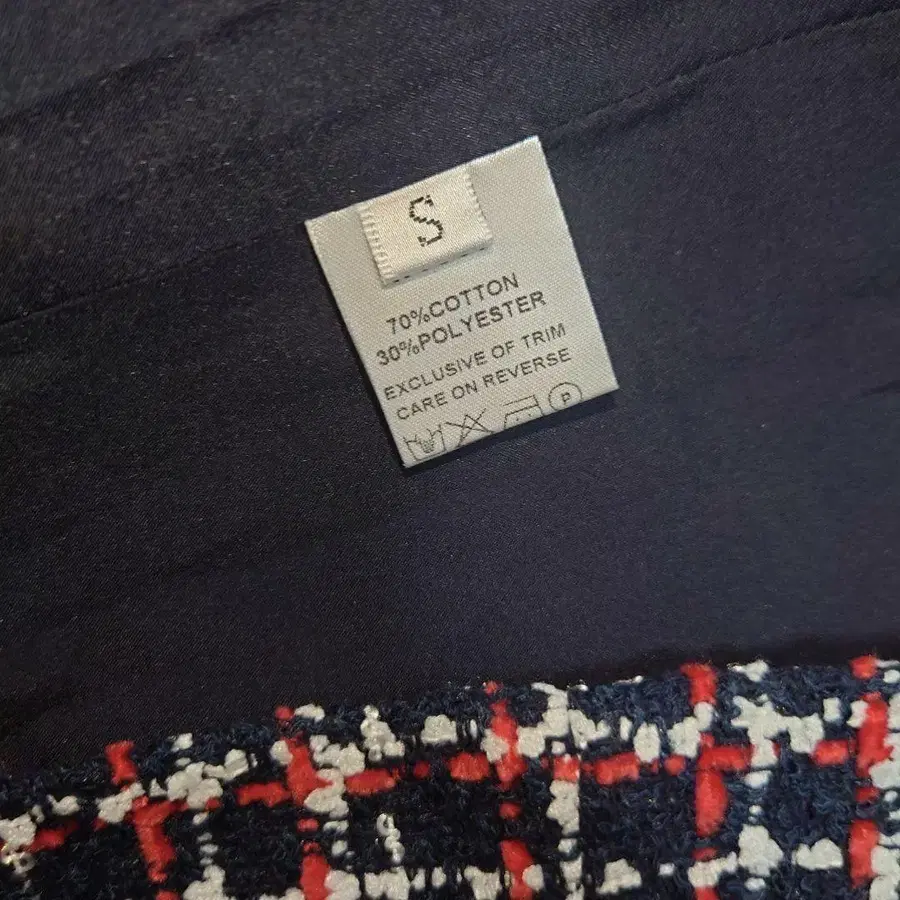 S
70%COTTON
30%POLYESTER
EXCLUSIVE OF TRIM
CARE ON REVERSE
P